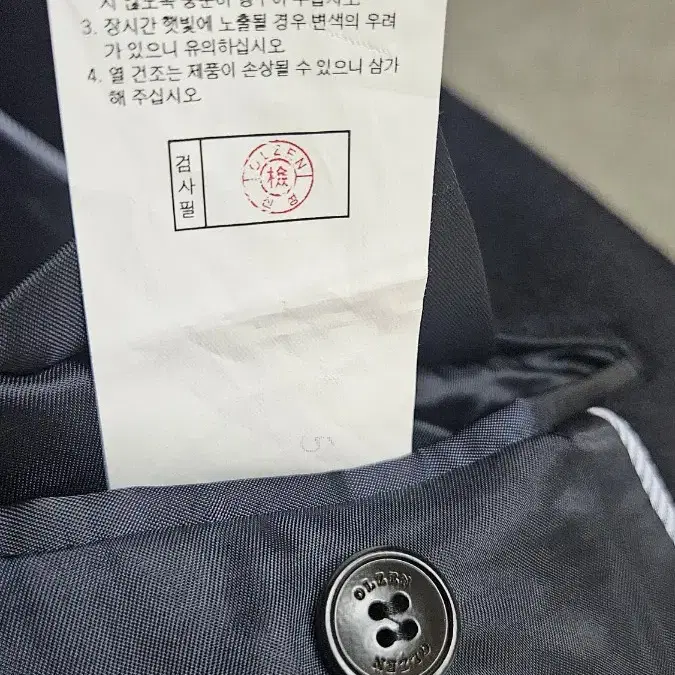 3. 장시간 햇빛에 노출될 경우 변색의 우려
가 있으니 유의하십시오
4. 열 건조는 제품이 손상될 수 있으니 삼가
해 주십시오
검사필
OLZEN
檢
5
OLZEN
OLZEN